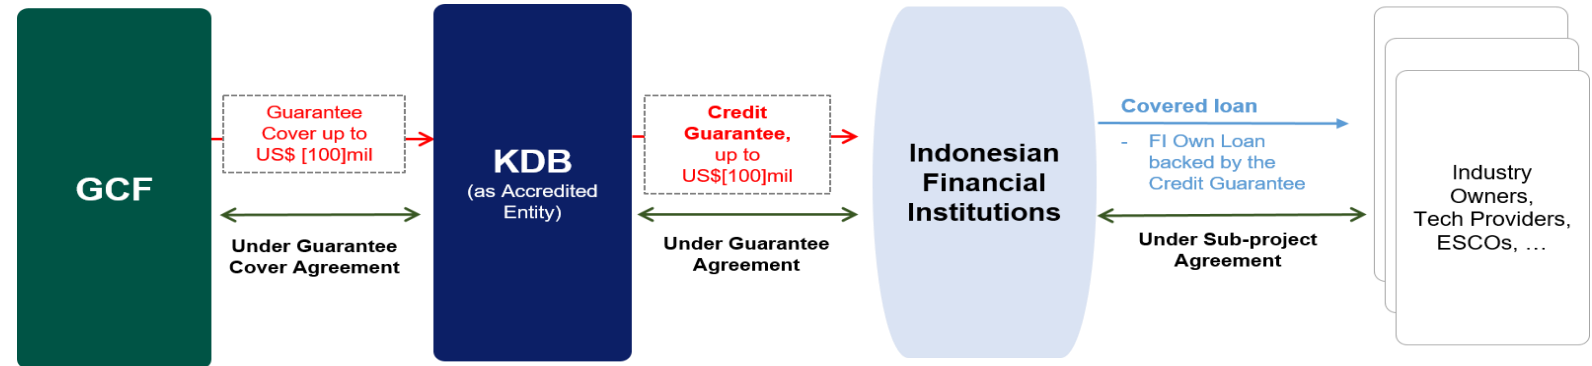 GCF
Guarantee
Cover up to
US$ [100]mil
Under Guarantee
Cover Agreement
KDB
(as Accredited
Entity)
Credit
Guarantee,
up to
US$[100]mil
Under Guarantee
Agreement
Indonesian
Financial
Institutions
Covered loan
- FI Own Loan
backed by the
Credit Guarantee
Under Sub-project
Agreement
Industry
Owners,
Tech Providers,
ESCOs, ...